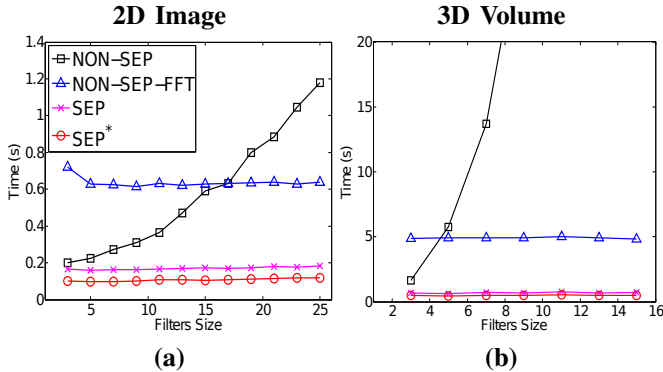 2D Image
3D Volume
1.4
1.2
1
0.8
0.6
0.4
0.2
0
Time (s)
NON-SEP
NON-SEP-FFT
SEP
SEP*
5
10
15
20
25
Filters Size
(a)
20
15
10
5
0
Time (s)
2
4
6
8
10
12
14
16
Filters Size
(b)